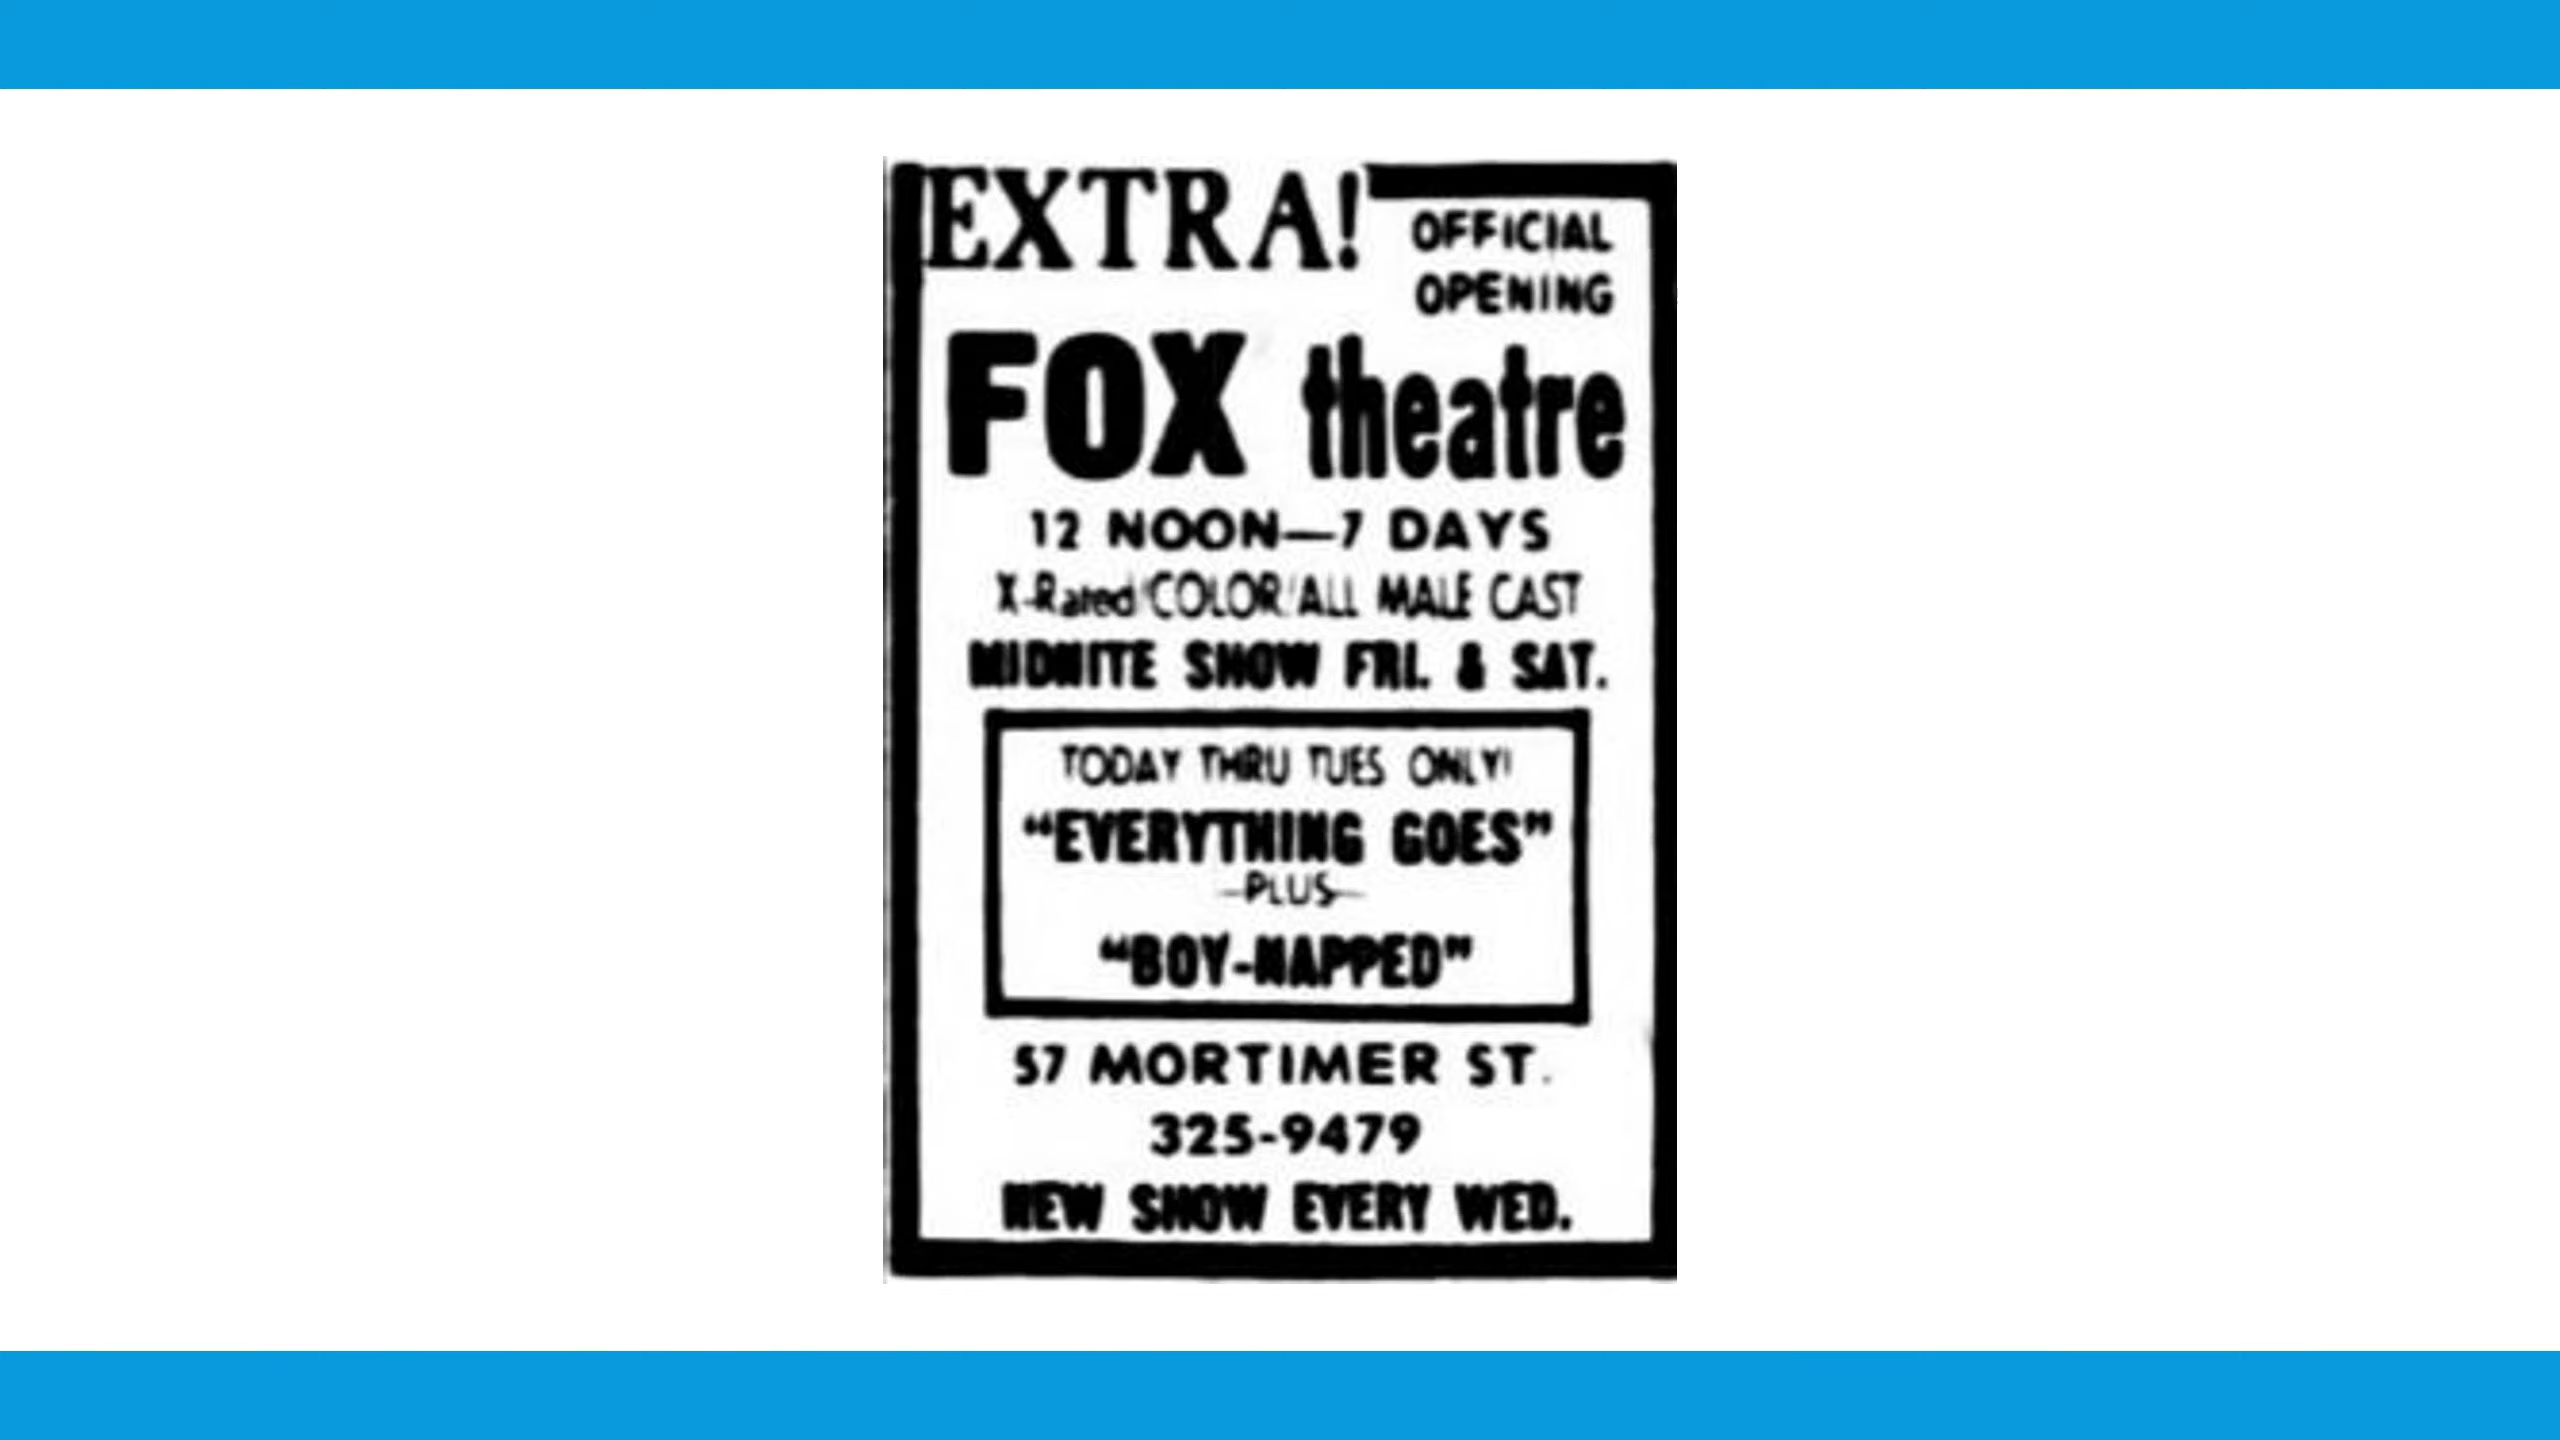 EXTRA!
OFFICIAL
OPENING
FOX theatre
12 NOON—7 DAYS
X-Rated/COLOR/ALL MALE CAST
MIDNITE SHOW FRI. & SAT.
TODAY THRU TUES ONLY!
“EVERYTHING GOES”
—PLUS—
“BOY-NAPPED”
57 MORTIMER ST.
325-9479
NEW SHOW EVERY WED.